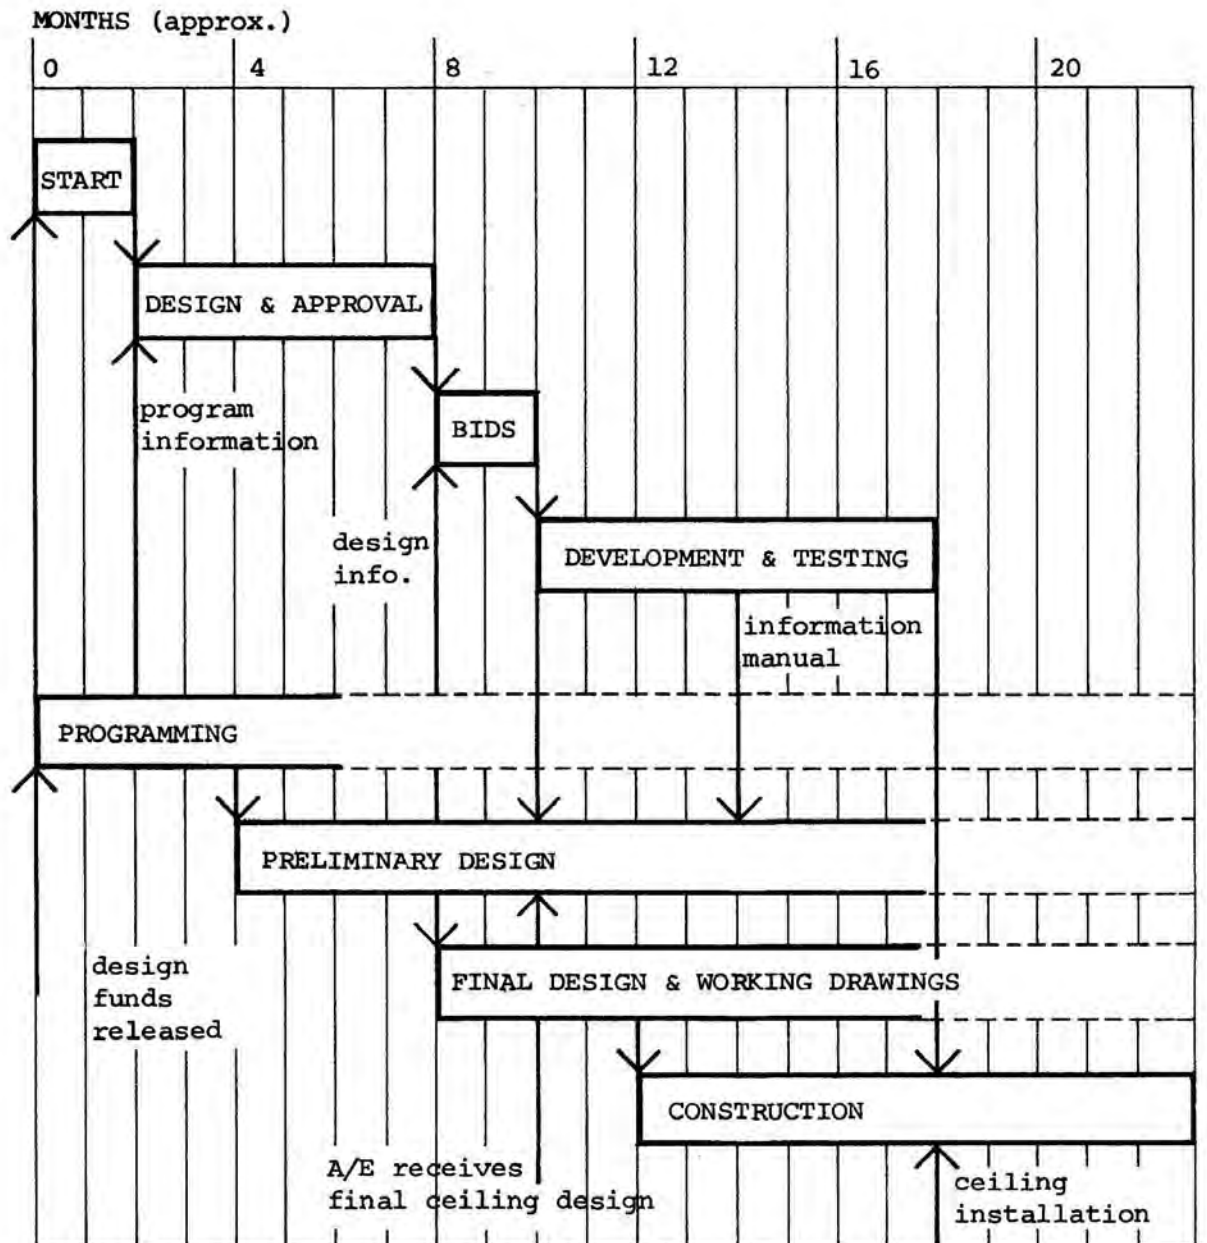 MONTHS (approx.)
0 4 8 12 16 20
START
DESIGN & APPROVAL
program
information
BIDS
design
info.
DEVELOPMENT & TESTING
information
manual
PROGRAMMING
PRELIMINARY DESIGN
design
funds
released
FINAL DESIGN & WORKING DRAWINGS
CONSTRUCTION
A/E receives
final ceiling design
ceiling
installation